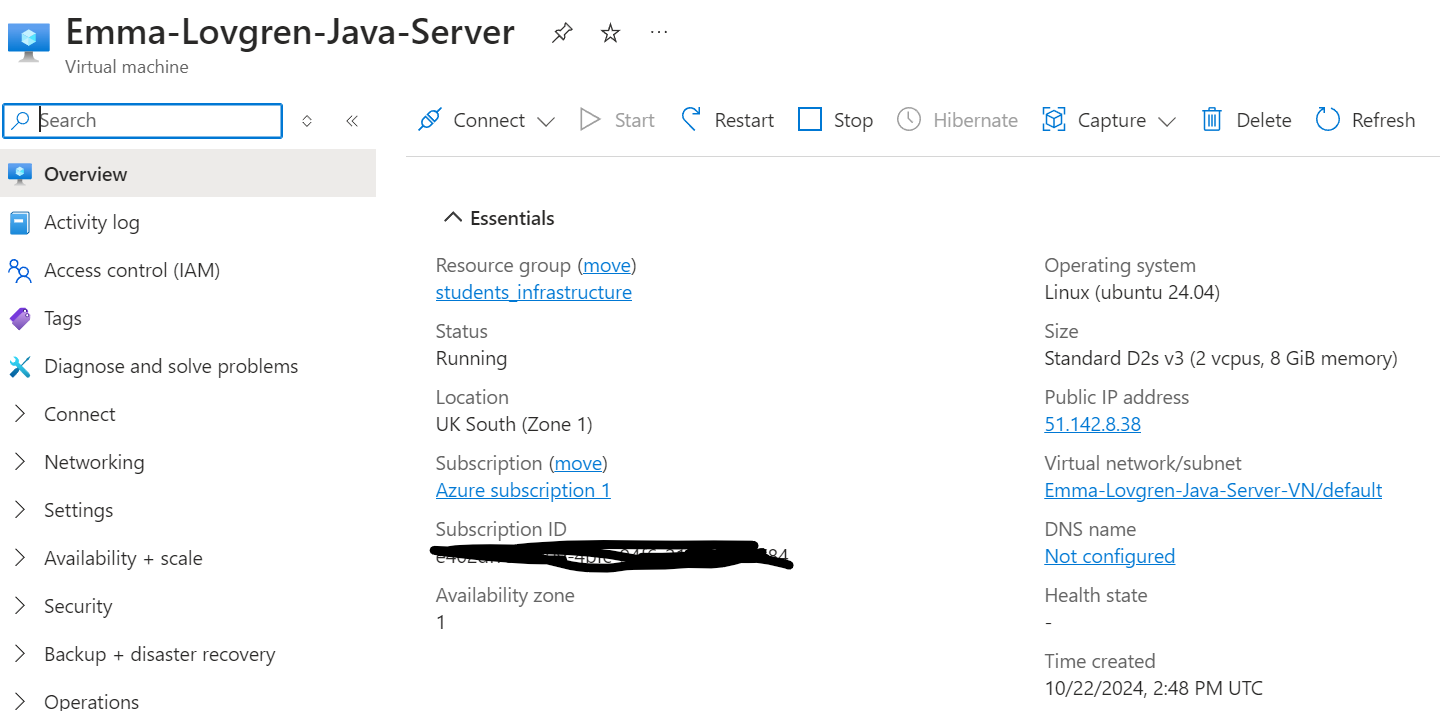 Emma-Lovgren-Java-Server
Virtual machine
Search
Connect
Start
Restart
Stop
Hibernate
Capture
Delete
Refresh
Overview
Activity log
Access control (IAM)
Tags
Diagnose and solve problems
Connect
Networking
Settings
Availability + scale
Security
Backup + disaster recovery
Operations
Essentials
Resource group (move)
students_infrastructure
Status
Running
Location
UK South (Zone 1)
Subscription (move)
Azure subscription 1
Subscription ID
Availability zone
1
Operating system
Linux (ubuntu 24.04)
Size
Standard D2s v3 (2 vcpus, 8 GiB memory)
Public IP address
51.142.8.38
Virtual network/subnet
Emma-Lovgren-Java-Server-VN/default
DNS name
Not configured
Health state
-
Time created
10/22/2024, 2:48 PM UTC